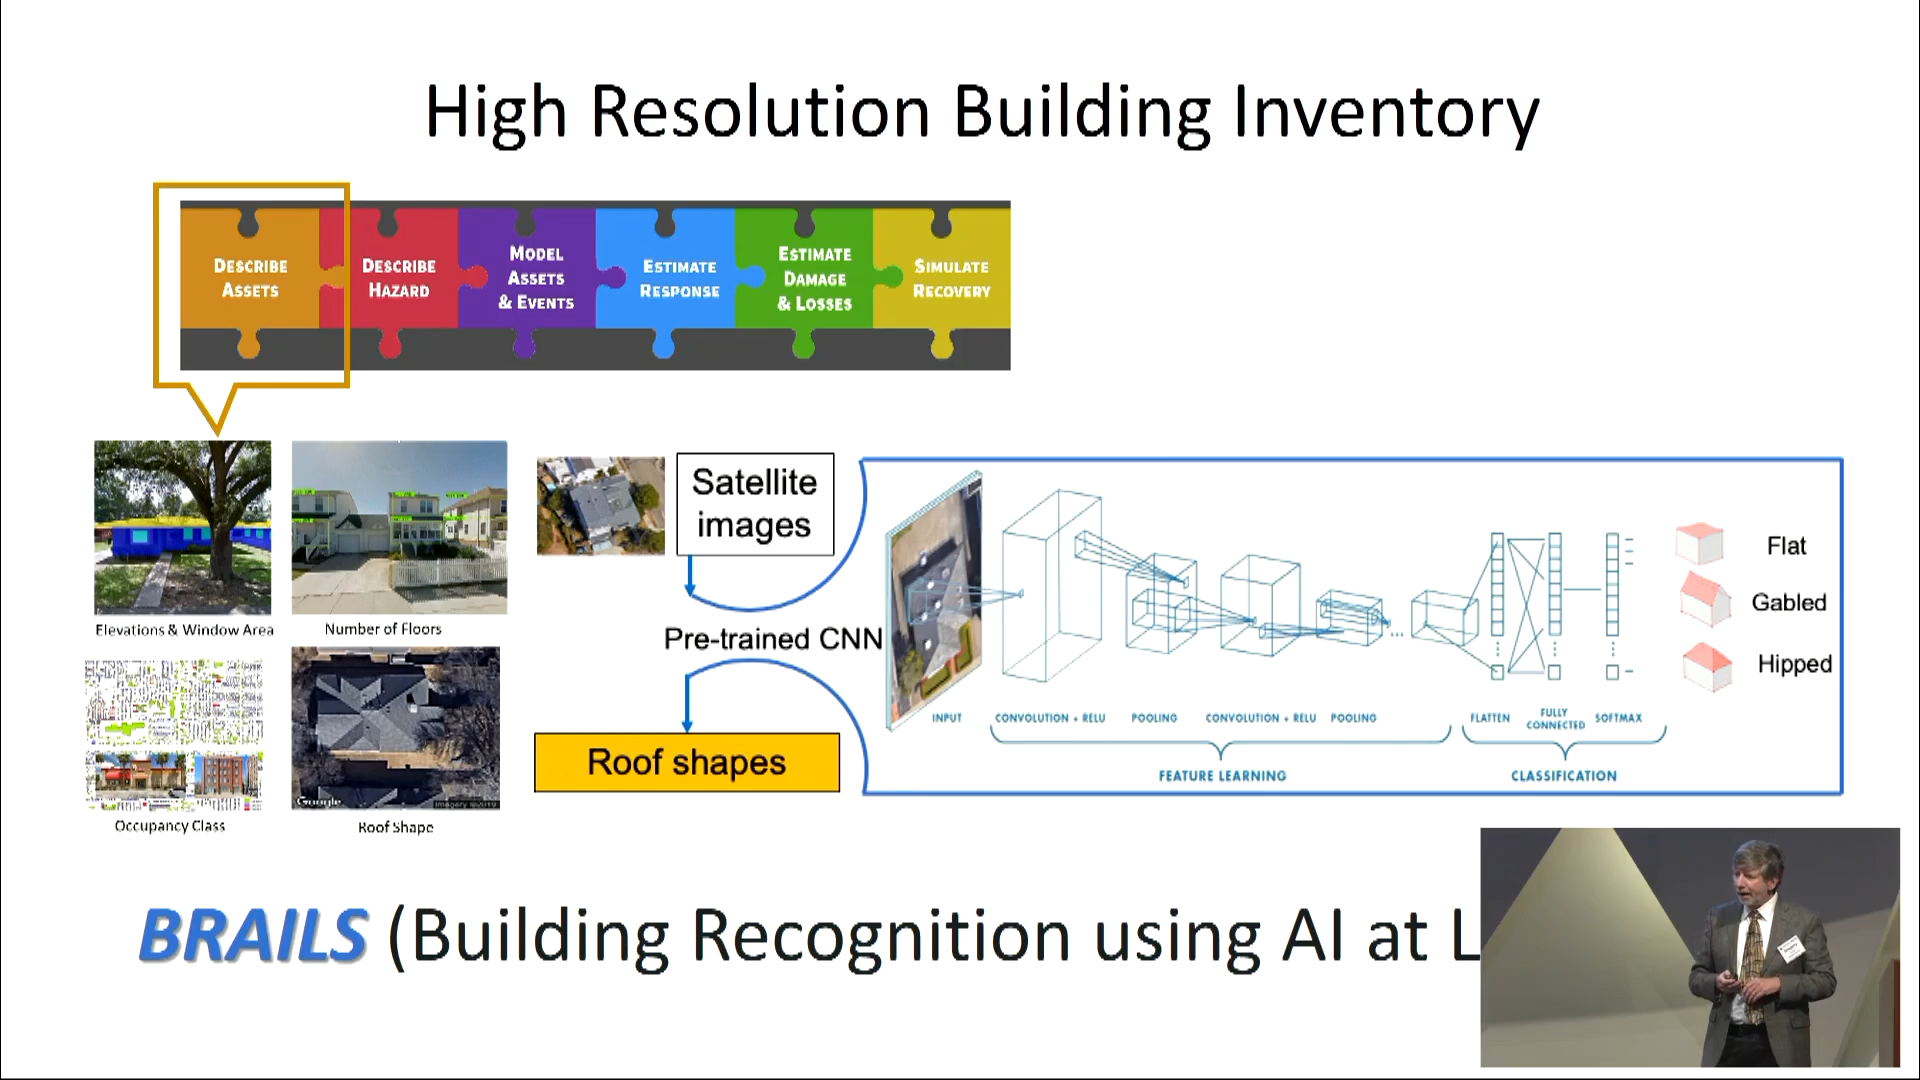 High Resolution Building Inventory
DESCRIBE
ASSETS
DESCRIBE
HAZARD
MODEL
ASSETS
& EVENTS
ESTIMATE
RESPONSE
ESTIMATE
DAMAGE
& LOSSES
SIMULATE
RECOVERY
Elevations & Window Area
Number of Floors
Occupancy Class
Google
Imagery ©2019
Roof Shape
Satellite
images
Pre-trained CNN
Roof shapes
INPUT
CONVOLUTION + RELU
POOLING
CONVOLUTION + RELU
POOLING
...
FLATTEN
FULLY
CONNECTED
SOFTMAX
FEATURE LEARNING
CLASSIFICATION
Flat
Gabled
Hipped
BRAILS (Building Recognition using AI at L